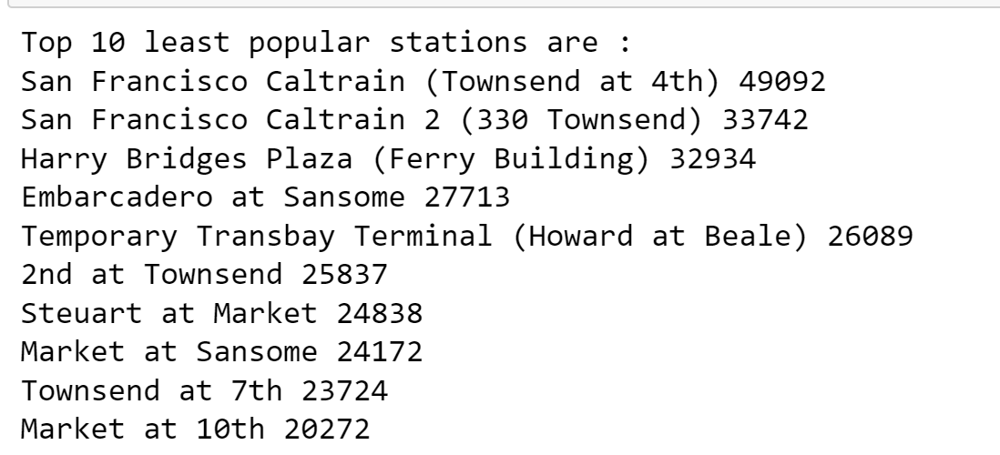 Top 10 least popular stations are :
San Francisco Caltrain (Townsend at 4th) 49092
San Francisco Caltrain 2 (330 Townsend) 33742
Harry Bridges Plaza (Ferry Building) 32934
Embarcadero at Sansome 27713
Temporary Transbay Terminal (Howard at Beale) 26089
2nd at Townsend 25837
Steuart at Market 24838
Market at Sansome 24172
Townsend at 7th 23724
Market at 10th 20272